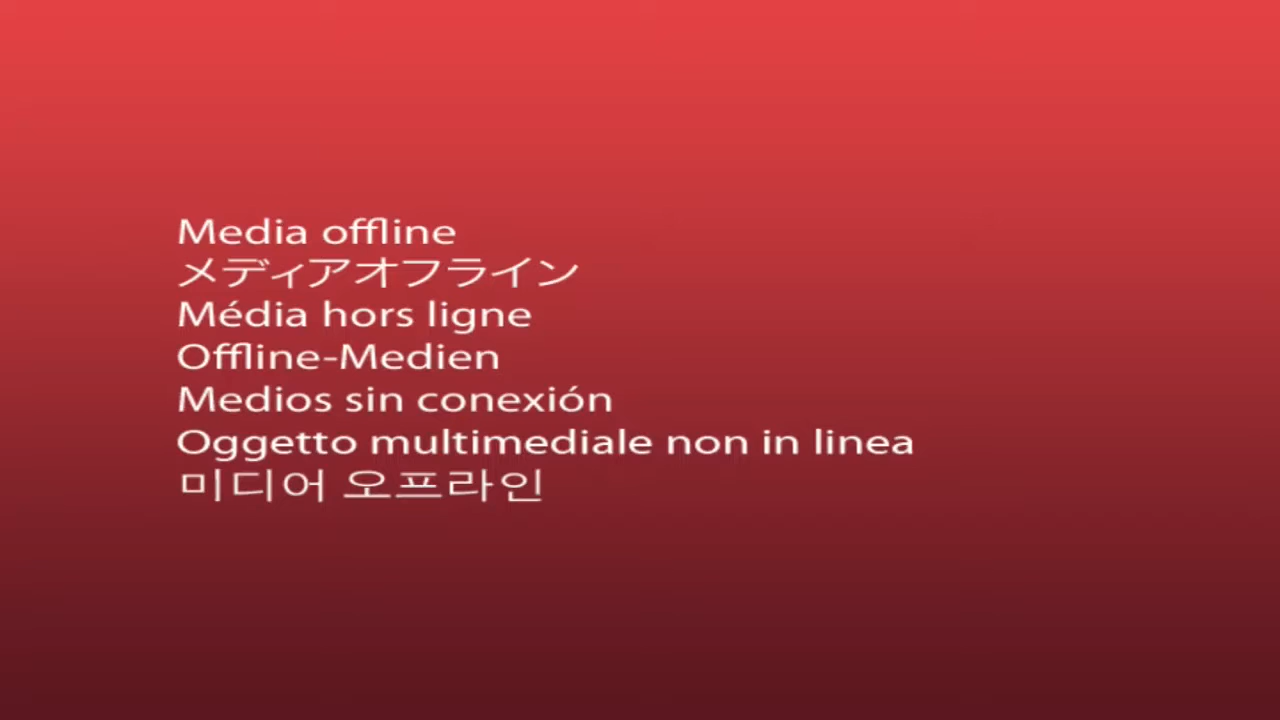 Media offline
メディアオフライン
Média hors ligne
Offline-Medien
Medios sin conexión
Oggetto multimediale non in linea
미디어 오프라인